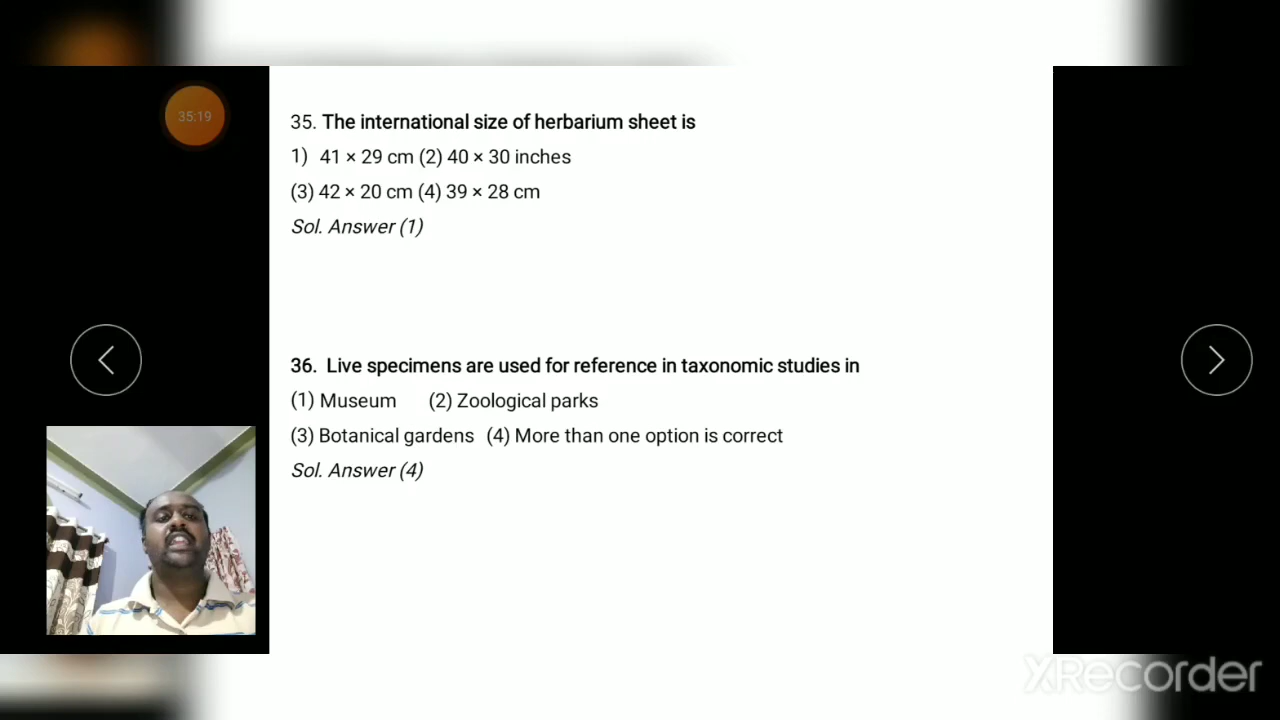 35:19
35. The international size of herbarium sheet is
1) 41 × 29 cm (2) 40 × 30 inches
(3) 42 × 20 cm (4) 39 × 28 cm
Sol. Answer (1)
36. Live specimens are used for reference in taxonomic studies in
(1) Museum (2) Zoological parks
(3) Botanical gardens (4) More than one option is correct
Sol. Answer (4)
XRecorder